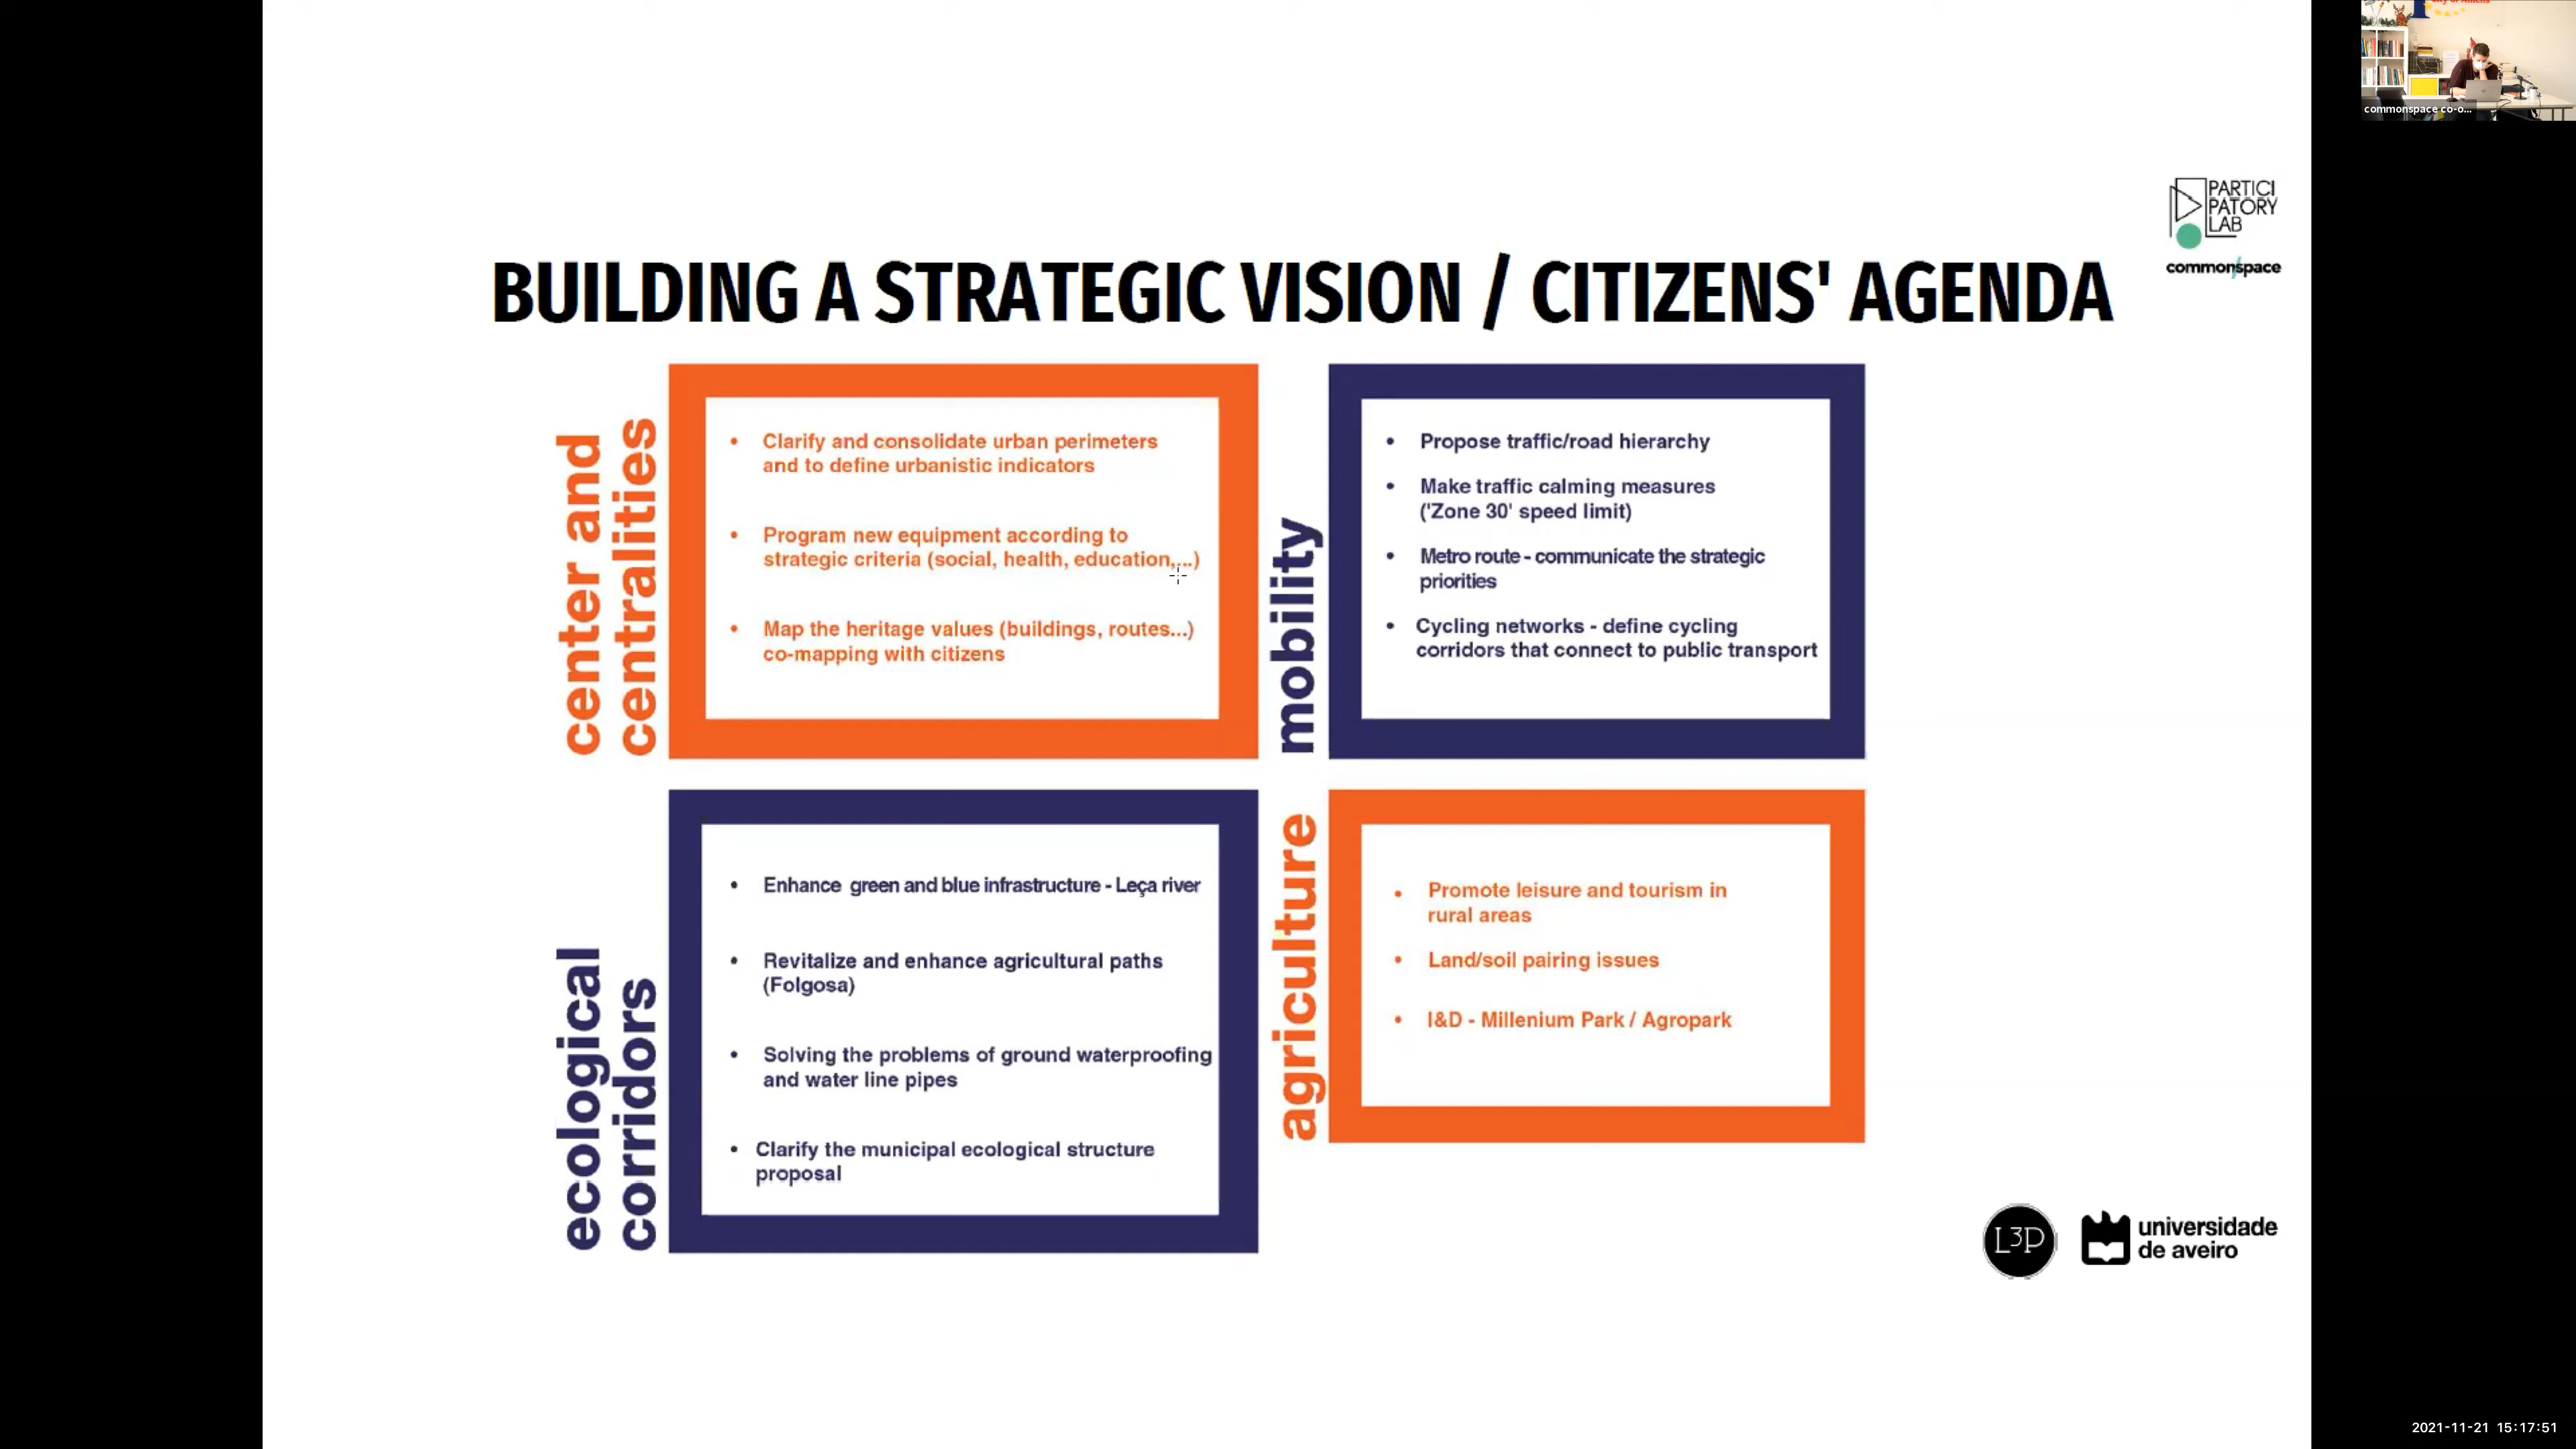 commonspace co-o...
PARTICI
PATORY
LAB
commonspace
BUILDING A STRATEGIC VISION / CITIZENS' AGENDA
center and
centralities
• Clarify and consolidate urban perimeters
and to define urbanistic indicators
• Program new equipment according to
strategic criteria (social, health, education,...)
• Map the heritage values (buildings, routes...)
co-mapping with citizens
mobility
• Propose traffic/road hierarchy
• Make traffic calming measures
('Zone 30' speed limit)
• Metro route - communicate the strategic
priorities
• Cycling networks - define cycling
corridors that connect to public transport
ecological
corridors
• Enhance green and blue infrastructure - Leça river
• Revitalize and enhance agricultural paths
(Folgosa)
• Solving the problems of ground waterproofing
and water line pipes
• Clarify the municipal ecological structure
proposal
agriculture
• Promote leisure and tourism in
rural areas
• Land/soil pairing issues
• I&D - Millenium Park / Agropark
L3P
universidade
de aveiro
2021-11-21 15:17:51